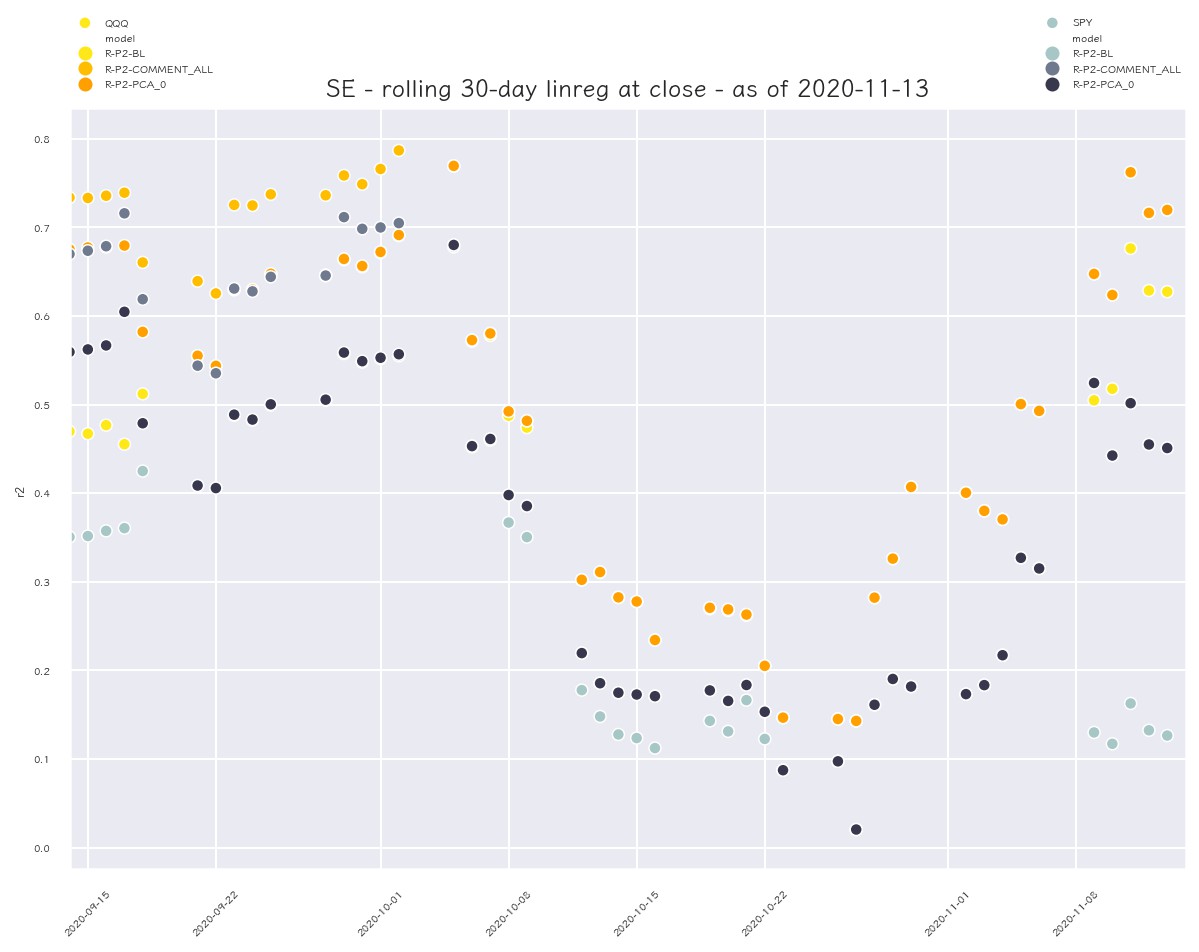 QQQ
model
R-P2-BL
R-P2-COMMENT_ALL
R-P2-PCA_0
SPY
model
R-P2-BL
R-P2-COMMENT_ALL
R-P2-PCA_0
SE - rolling 30-day linreg at close - as of 2020-11-13
r2
0.8
0.7
0.6
0.5
0.4
0.3
0.2
0.1
0.0
2020-09-15
2020-09-22
2020-10-01
2020-10-08
2020-10-15
2020-10-22
2020-11-01
2020-11-08